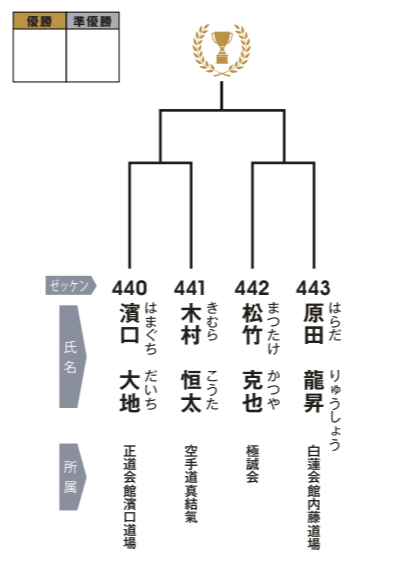 優勝
準優勝
ゼッケン
440
441
442
443
氏名
濱口 大地
はまぐち だいち
木村 恒太
きむら こうた
松竹 克也
まつたけ かつや
原田 龍昇
はらだ りゅうしょう
所属
正道会館濱口道場
空手道真結氣
極誠会
白蓮会館内藤道場